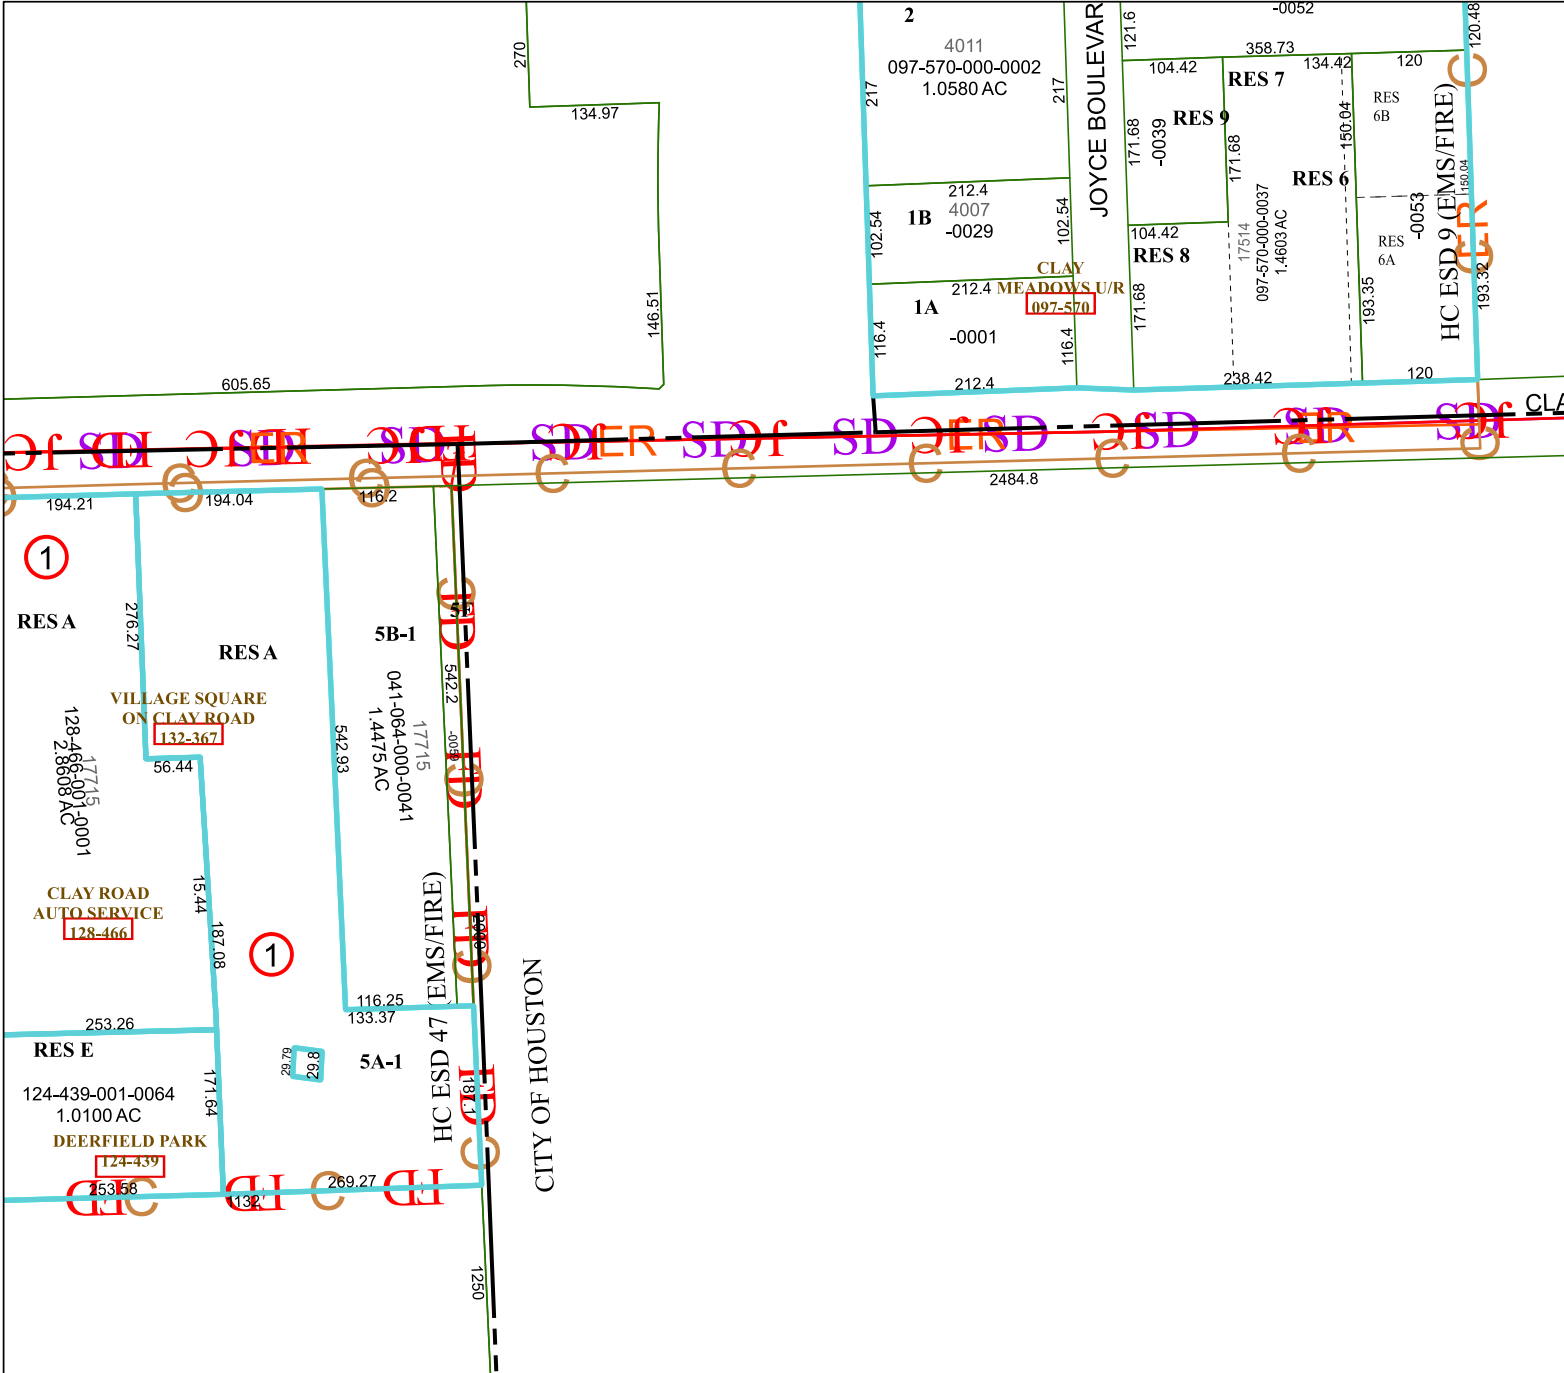 2
4011
097-570-000-0002
1.0580 AC
-0052
JOYCE BOULEVAR
121.6
120.48
270
134.97
217
217
358.73
104.42
RES 7
134.42
120
RES
6B
RES 9
171.68
-0039
171.68
150.04
150.04
RES 6
212.4
4007
1B
-0029
102.54
102.54
104.42
RES 8
17514
097-570-000-0037
1.4603 AC
RES
6A
-0053
HC ESD 9 (EMS/FIRE)
ER
193.35
193.32
CLAY
MEADOWS U/R
097-570
212.4
1A
-0001
116.4
116.4
171.68
146.51
605.65
212.4
238.42
120
CLA
2484.8
194.21
194.04
116.2
1
RES A
276.27
RES A
5B-1
VILLAGE SQUARE
ON CLAY ROAD
132-367
56.44
17715
128-466-001-0001
2.8608 AC
542.93
17715
041-064-000-0041
1.4475 AC
542.2
CLAY ROAD
AUTO SERVICE
128-466
15.44
187.08
1
HC ESD 47 (EMS/FIRE)
CITY OF HOUSTON
116.25
133.37
253.26
RES E
29.79
29.8
5A-1
124-439-001-0064
1.0100 AC
171.64
187.1
DEERFIELD PARK
124-439
253.58
1132
269.27
1250